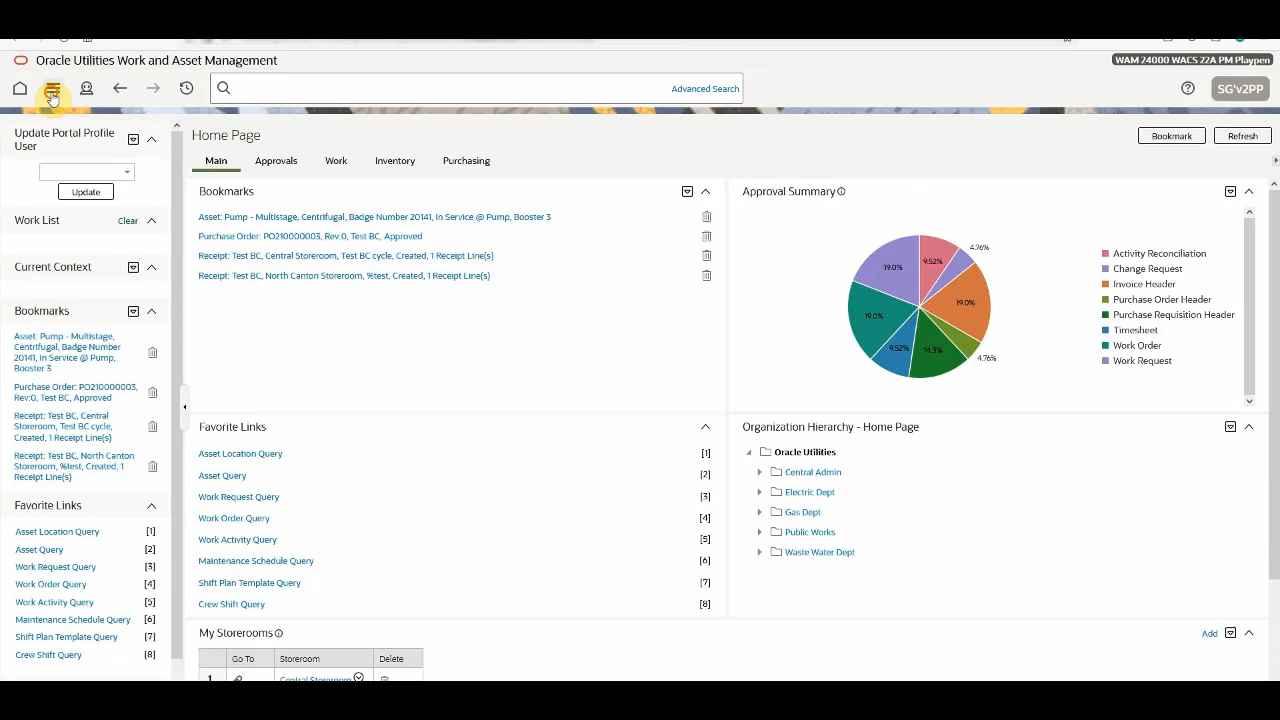 Oracle Utilities Work and Asset Management
WAM 24000 WACS 22A PM Playpen
Advanced Search
SG'v2PP
Update Portal Profile
User
Update
Work List
Clear
Current Context
Bookmarks
Asset: Pump - Multistage,
Centrifugal, Badge Number
20141, In Service @ Pump,
Booster 3
Purchase Order: PO210000003,
Rev:0, Test BC, Approved
Receipt: Test BC, Central
Storeroom, Test BC cycle,
Created, 1 Receipt Line(s)
Receipt: Test BC, North Canton
Storeroom, %test, Created, 1
Receipt Line(s)
Favorite Links
Asset Location Query [1]
Asset Query [2]
Work Request Query [3]
Work Order Query [4]
Work Activity Query [5]
Maintenance Schedule Query [6]
Shift Plan Template Query [7]
Crew Shift Query [8]
Home Page
Bookmark
Refresh
Main
Approvals
Work
Inventory
Purchasing
Bookmarks
Asset: Pump - Multistage, Centrifugal, Badge Number 20141, In Service @ Pump, Booster 3
Purchase Order: PO210000003, Rev:0, Test BC, Approved
Receipt: Test BC, Central Storeroom, Test BC cycle, Created, 1 Receipt Line(s)
Receipt: Test BC, North Canton Storeroom, %test, Created, 1 Receipt Line(s)
Approval Summary
9.52%
4.76%
19.0%
4.76%
14.3%
9.52%
19.0%
19.0%
Activity Reconciliation
Change Request
Invoice Header
Purchase Order Header
Purchase Requisition Header
Timesheet
Work Order
Work Request
Favorite Links
Asset Location Query [1]
Asset Query [2]
Work Request Query [3]
Work Order Query [4]
Work Activity Query [5]
Maintenance Schedule Query [6]
Shift Plan Template Query [7]
Crew Shift Query [8]
Organization Hierarchy - Home Page
Oracle Utilities
Central Admin
Electric Dept
Gas Dept
Public Works
Waste Water Dept
My Storerooms
Add
Go To
Storeroom
Delete
1
Central Storeroom